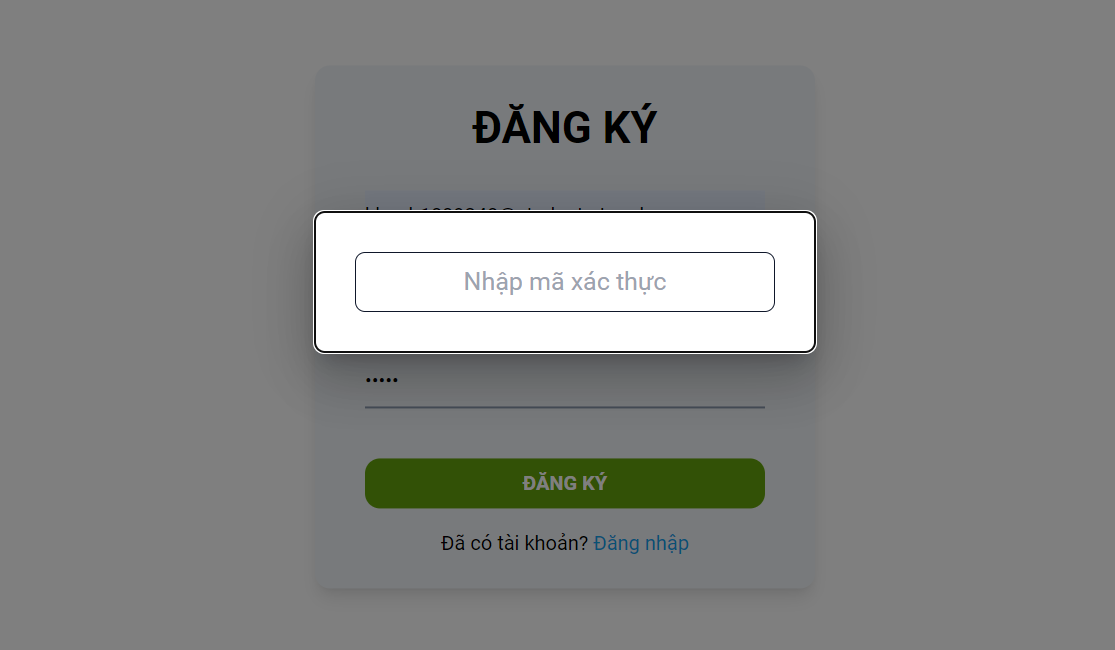 ĐĂNG KÝ
Nhập mã xác thực
•••••
ĐĂNG KÝ
Đã có tài khoản? Đăng nhập